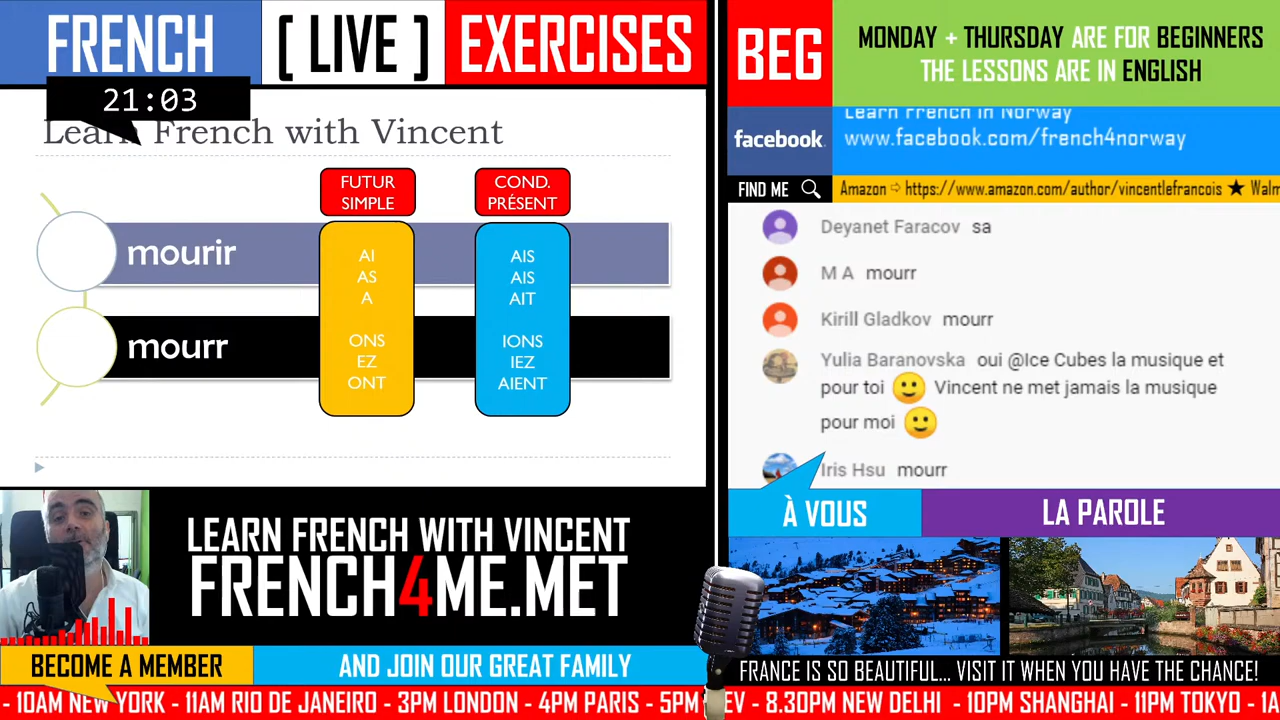 FRENCH
[ LIVE ]
EXERCISES
21:03
Learn French with Vincent
FUTUR
SIMPLE
COND.
PRÉSENT
mourir
mourr
AI
AS
A
ONS
EZ
ONT
AIS
AIS
AIT
IONS
IEZ
AIENT
LEARN FRENCH WITH VINCENT
FRENCH4ME.MET
BECOME A MEMBER
AND JOIN OUR GREAT FAMILY
BEG
MONDAY + THURSDAY ARE FOR BEGINNERS
THE LESSONS ARE IN ENGLISH
facebook.
Learn French in Norway
www.facebook.com/french4norway
FIND ME
Amazon ⇨ https://www.amazon.com/author/vincentlefrancois ★ Walm
Deyanet Faracov sa
M A mourr
Kirill Gladkov mourr
Yulia Baranovska oui @Ice Cubes la musique et
pour toi 🙂 Vincent ne met jamais la musique
pour moi 🙂
Iris Hsu mourr
À VOUS
LA PAROLE
FRANCE IS SO BEAUTIFUL... VISIT IT WHEN YOU HAVE THE CHANCE!
- 10AM NEW YORK - 11AM RIO DE JANEIRO - 3PM LONDON - 4PM PARIS - 5PM EV - 8.30PM NEW DELHI - 10PM SHANGHAI - 11PM TOKYO - 1A